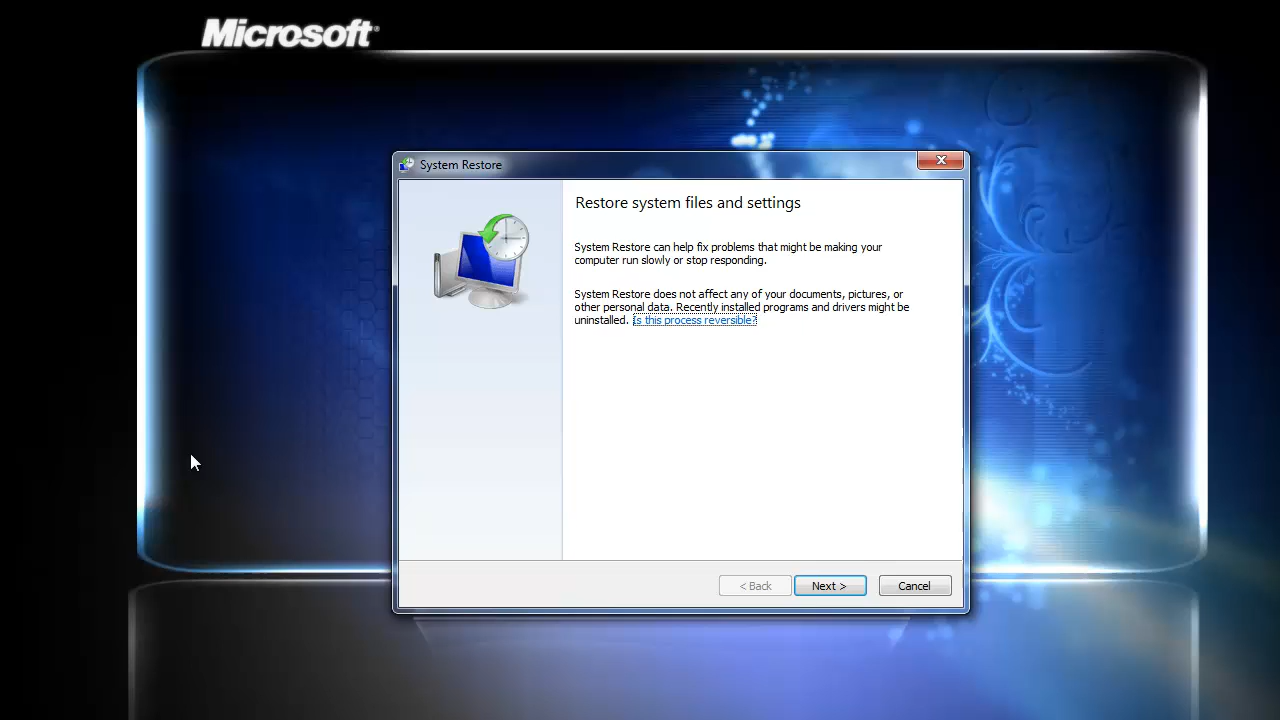 Microsoft®
System Restore
Restore system files and settings
System Restore can help fix problems that might be making your
computer run slowly or stop responding.
System Restore does not affect any of your documents, pictures, or
other personal data. Recently installed programs and drivers might be
uninstalled. Is this process reversible?
< Back Next > Cancel